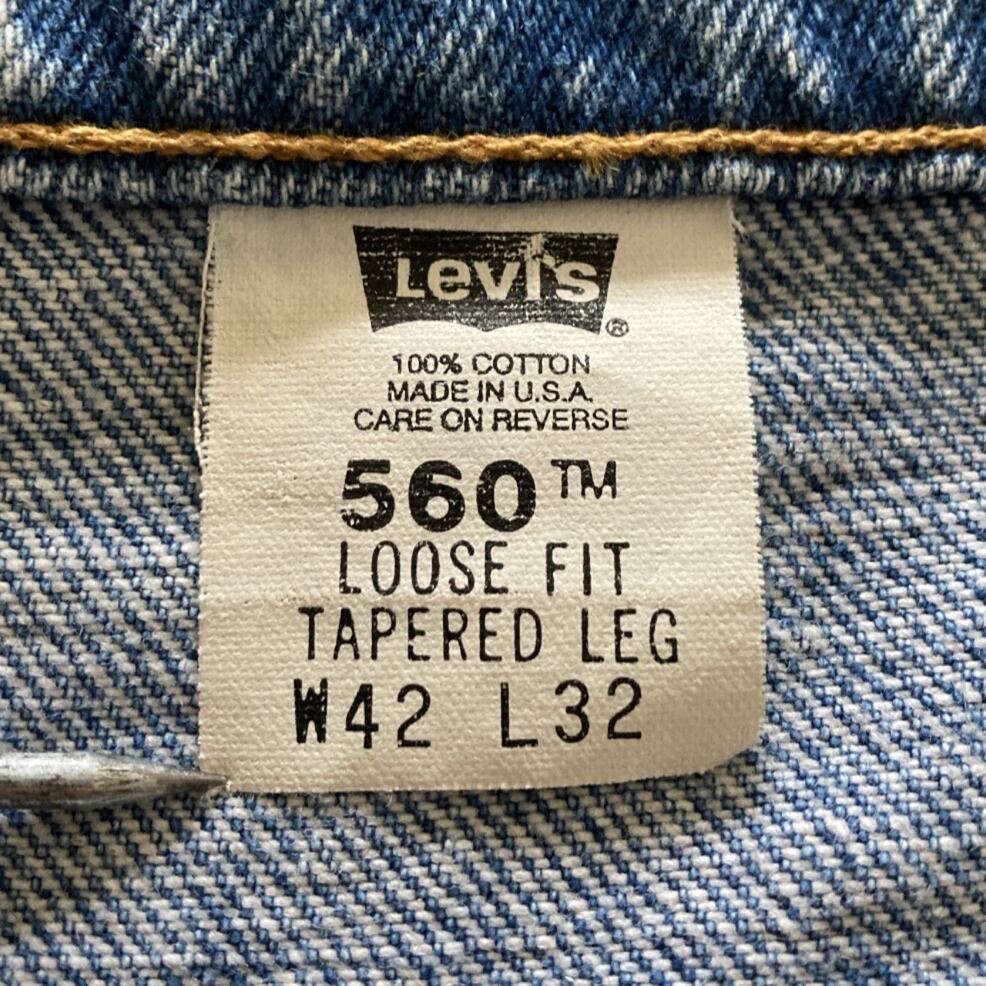 Levi's®
100% COTTON
MADE IN U.S.A.
CARE ON REVERSE
560™
LOOSE FIT
TAPERED LEG
W42 L32